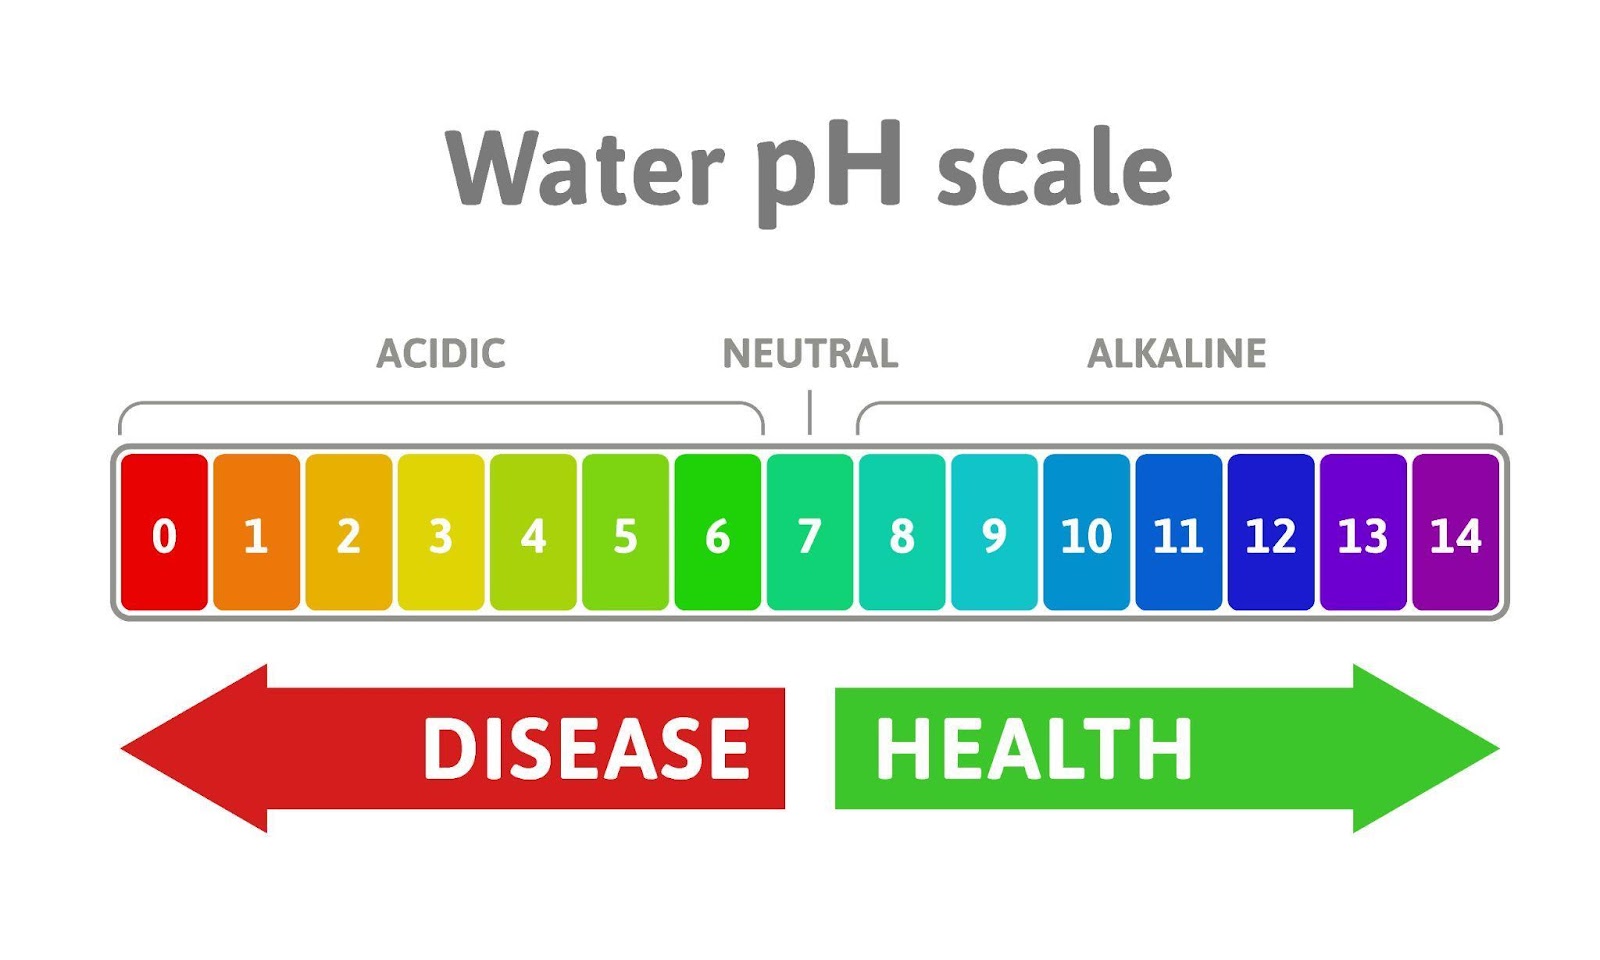 Water pH scale
ACIDIC NEUTRAL ALKALINE
0 1 2 3 4 5 6 7 8 9 10 11 12 13 14
DISEASE HEALTH